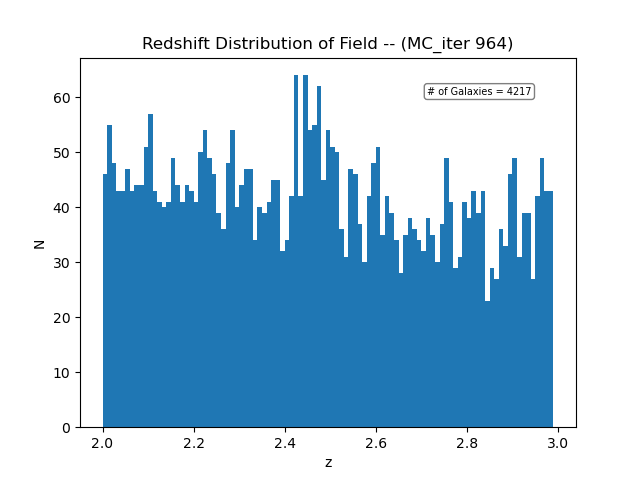 Redshift Distribution of Field -- (MC_iter 964)
# of Galaxies = 4217
60
50
40
30
20
10
0
N
2.0 2.2 2.4 2.6 2.8 3.0
z